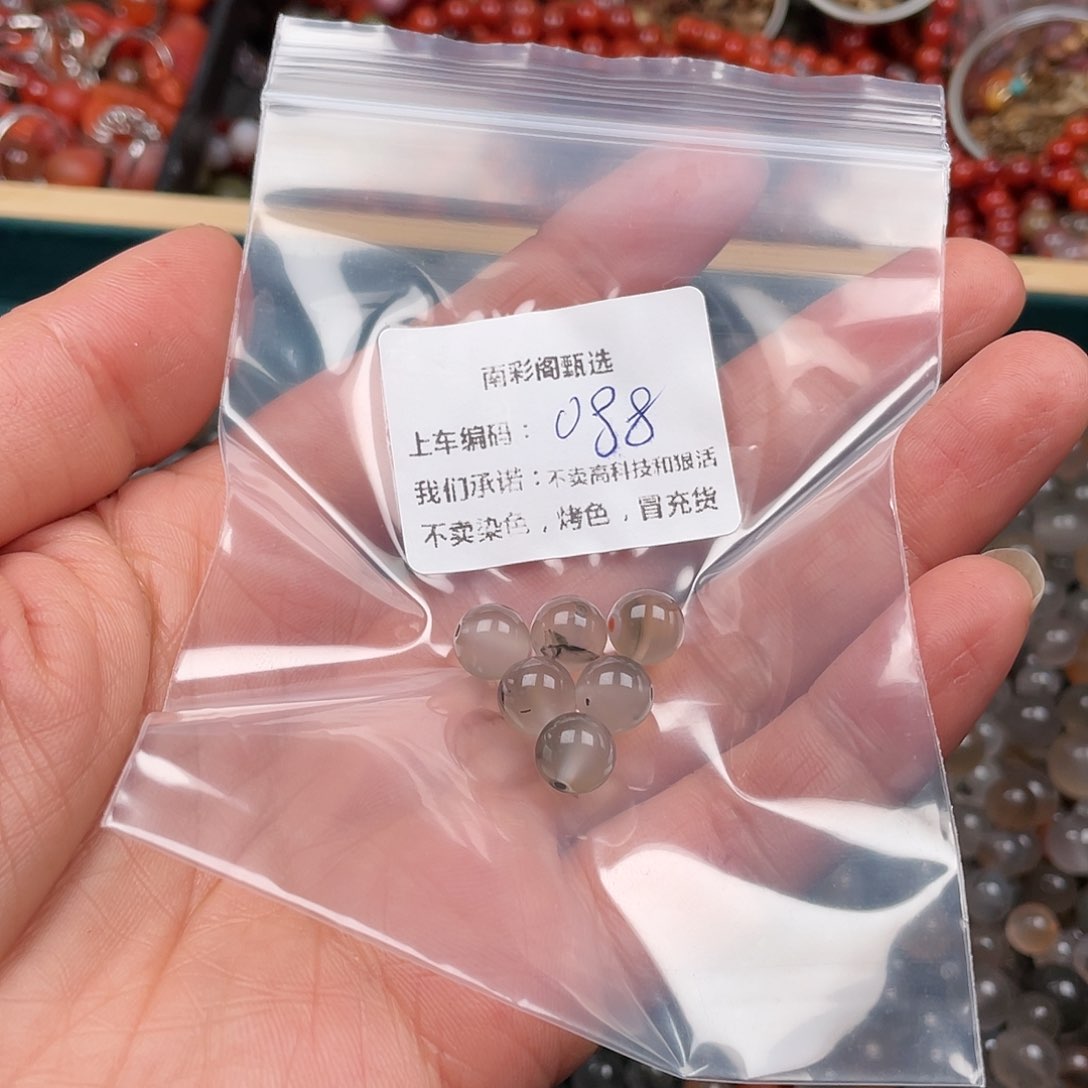 南彩阁甄选
上车编码：088
我们承诺：不卖高科技和狠活
不卖染色，烤色，冒充货